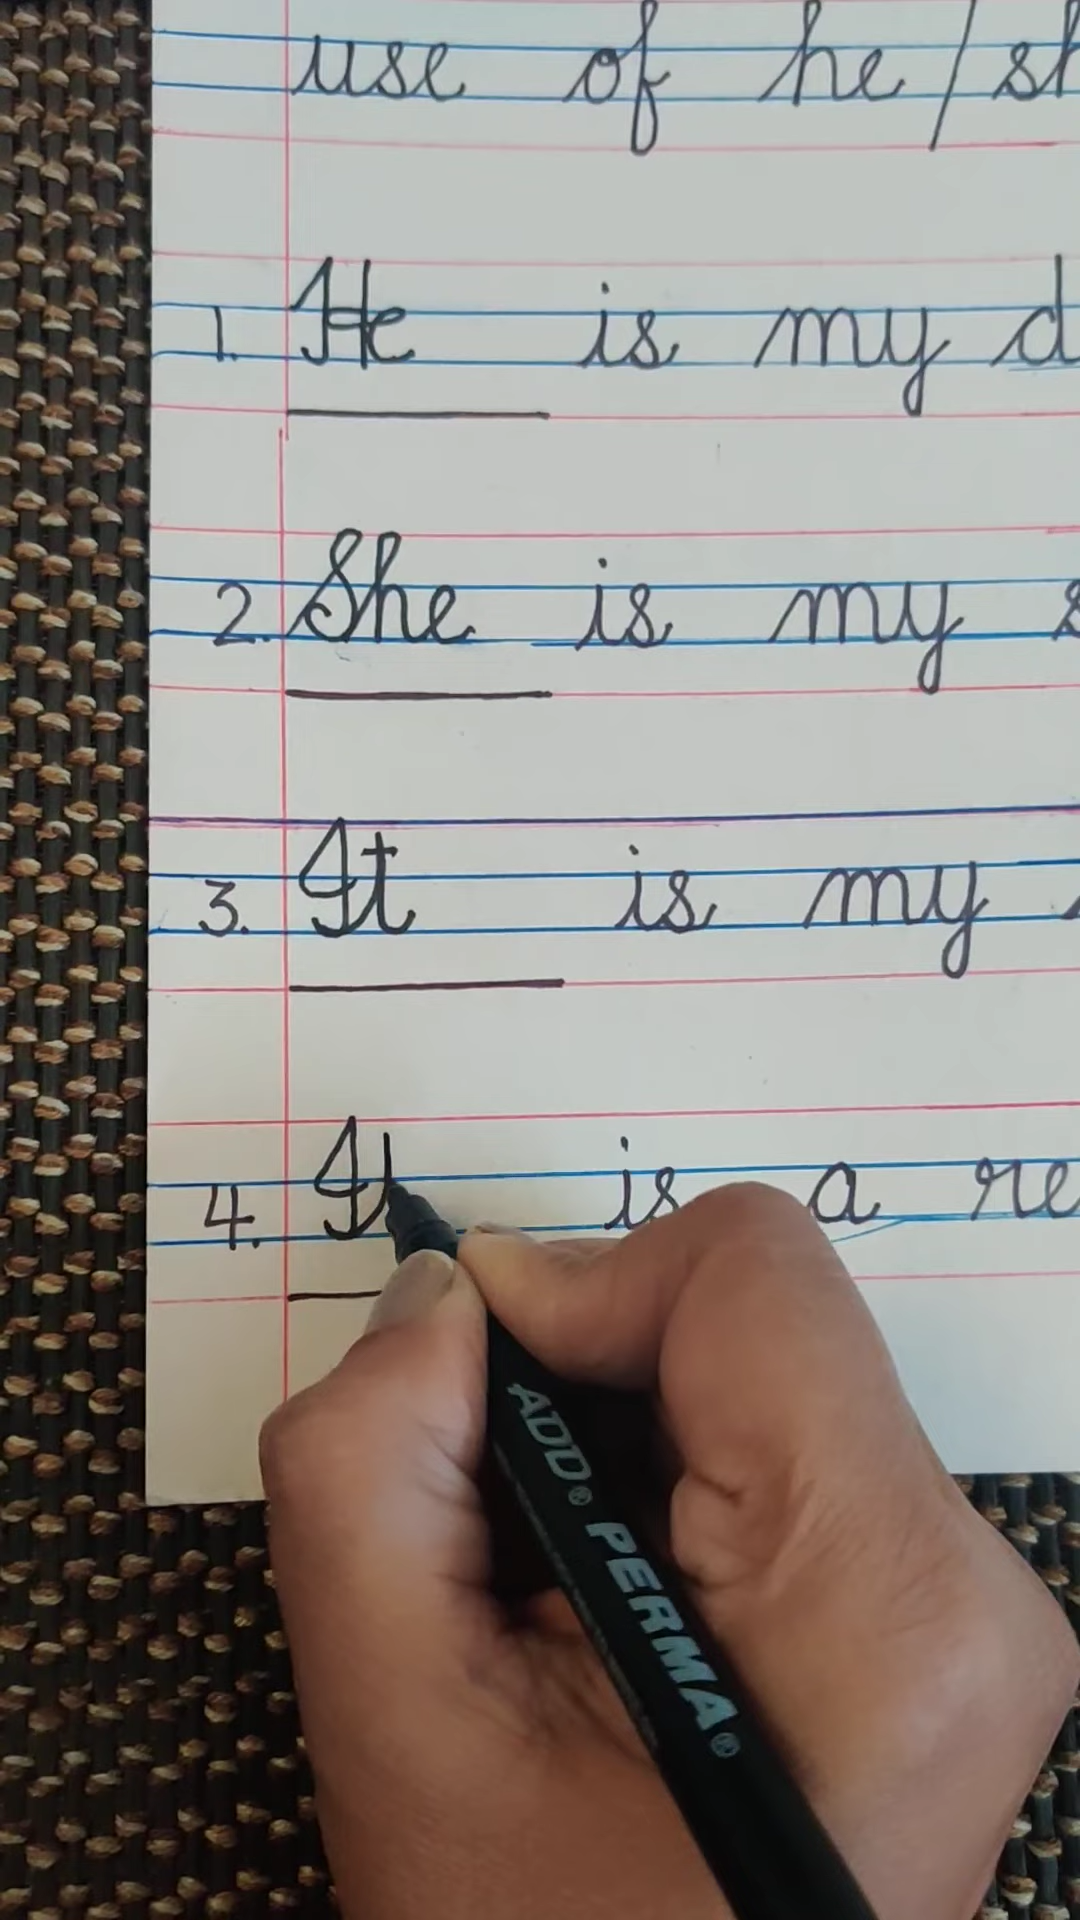 use of he/sh
1. He is my d
2. She is my s
3. It is my
4. It is a re
ADD® PERMA®